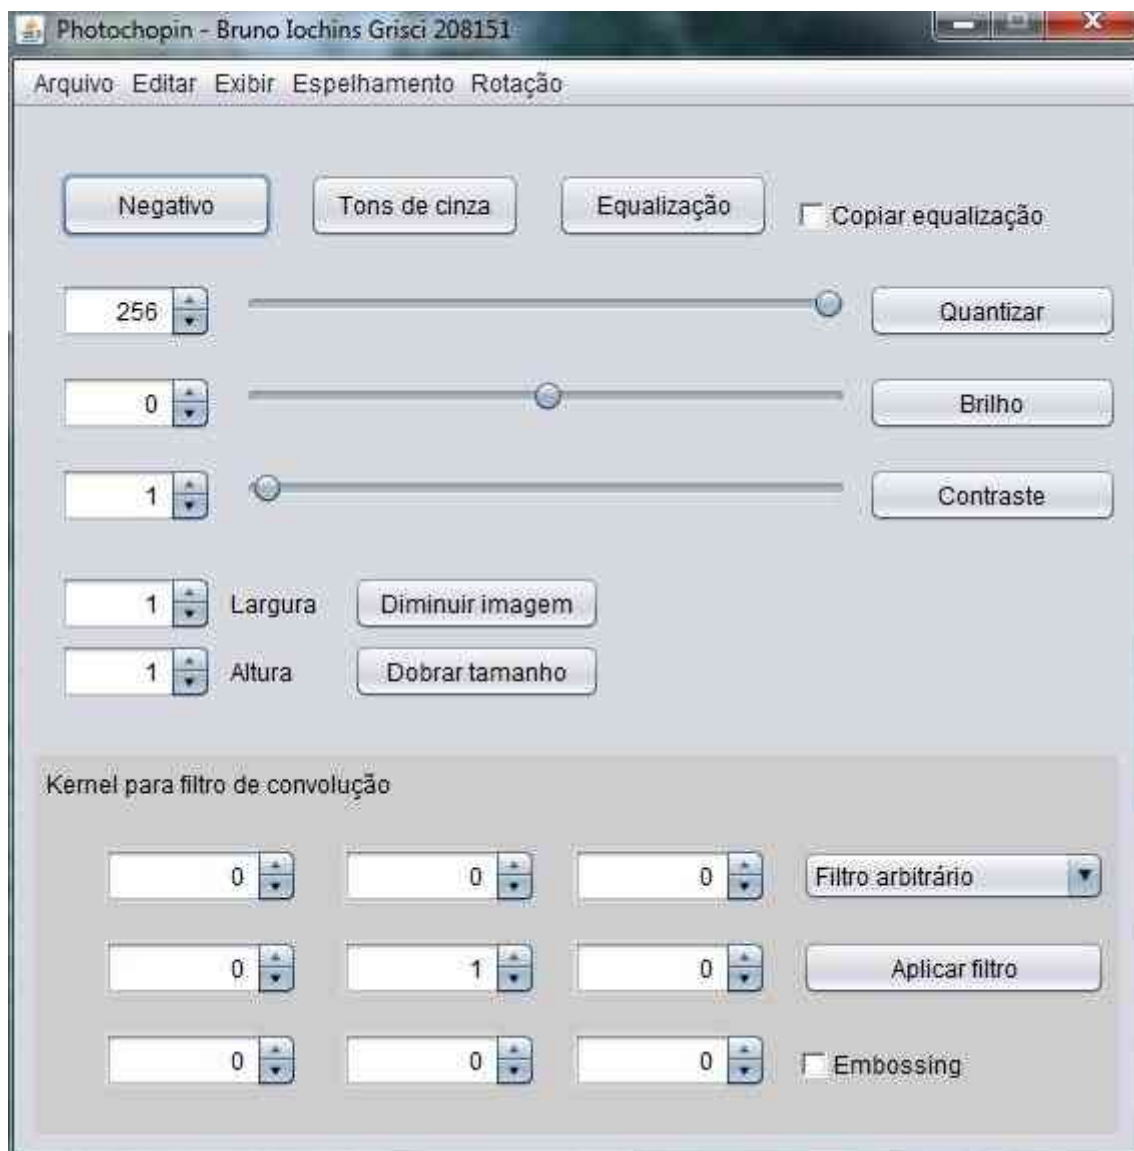 Photochopin - Bruno Iochins Grisci 208151
Arquivo Editar Exibir Espelhamento Rotação
Negativo Tons de cinza Equalização Copiar equalização
256 Quantizar
0 Brilho
1 Contraste
1 Largura Diminuir imagem
1 Altura Dobrar tamanho
Kernel para filtro de convolução
0 0 0 Filtro arbitrário
0 1 0 Aplicar filtro
0 0 0 Embossing